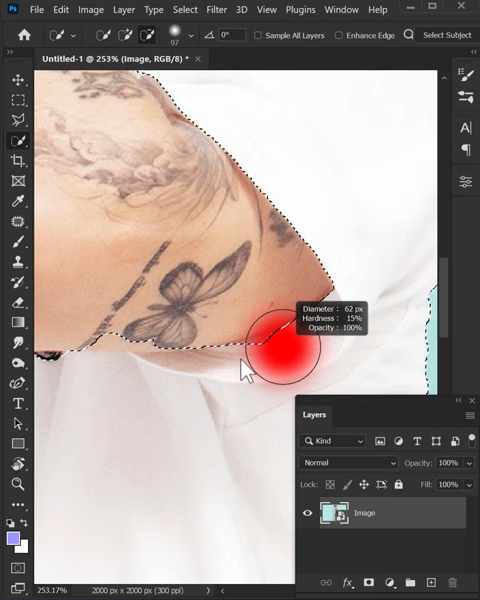 Ps File Edit Image Layer Type Select Filter 3D View Plugins Window Help
97 0° Sample All Layers Enhance Edge Select Subject
Untitled-1 @ 253% (Image, RGB/8) *
Diameter : 62 px
Hardness : 15%
Opacity : 100%
Layers
Kind
Normal Opacity: 100%
Lock: Fill: 100%
Image
fx
253.17% 2000 px x 2000 px (300 ppi)